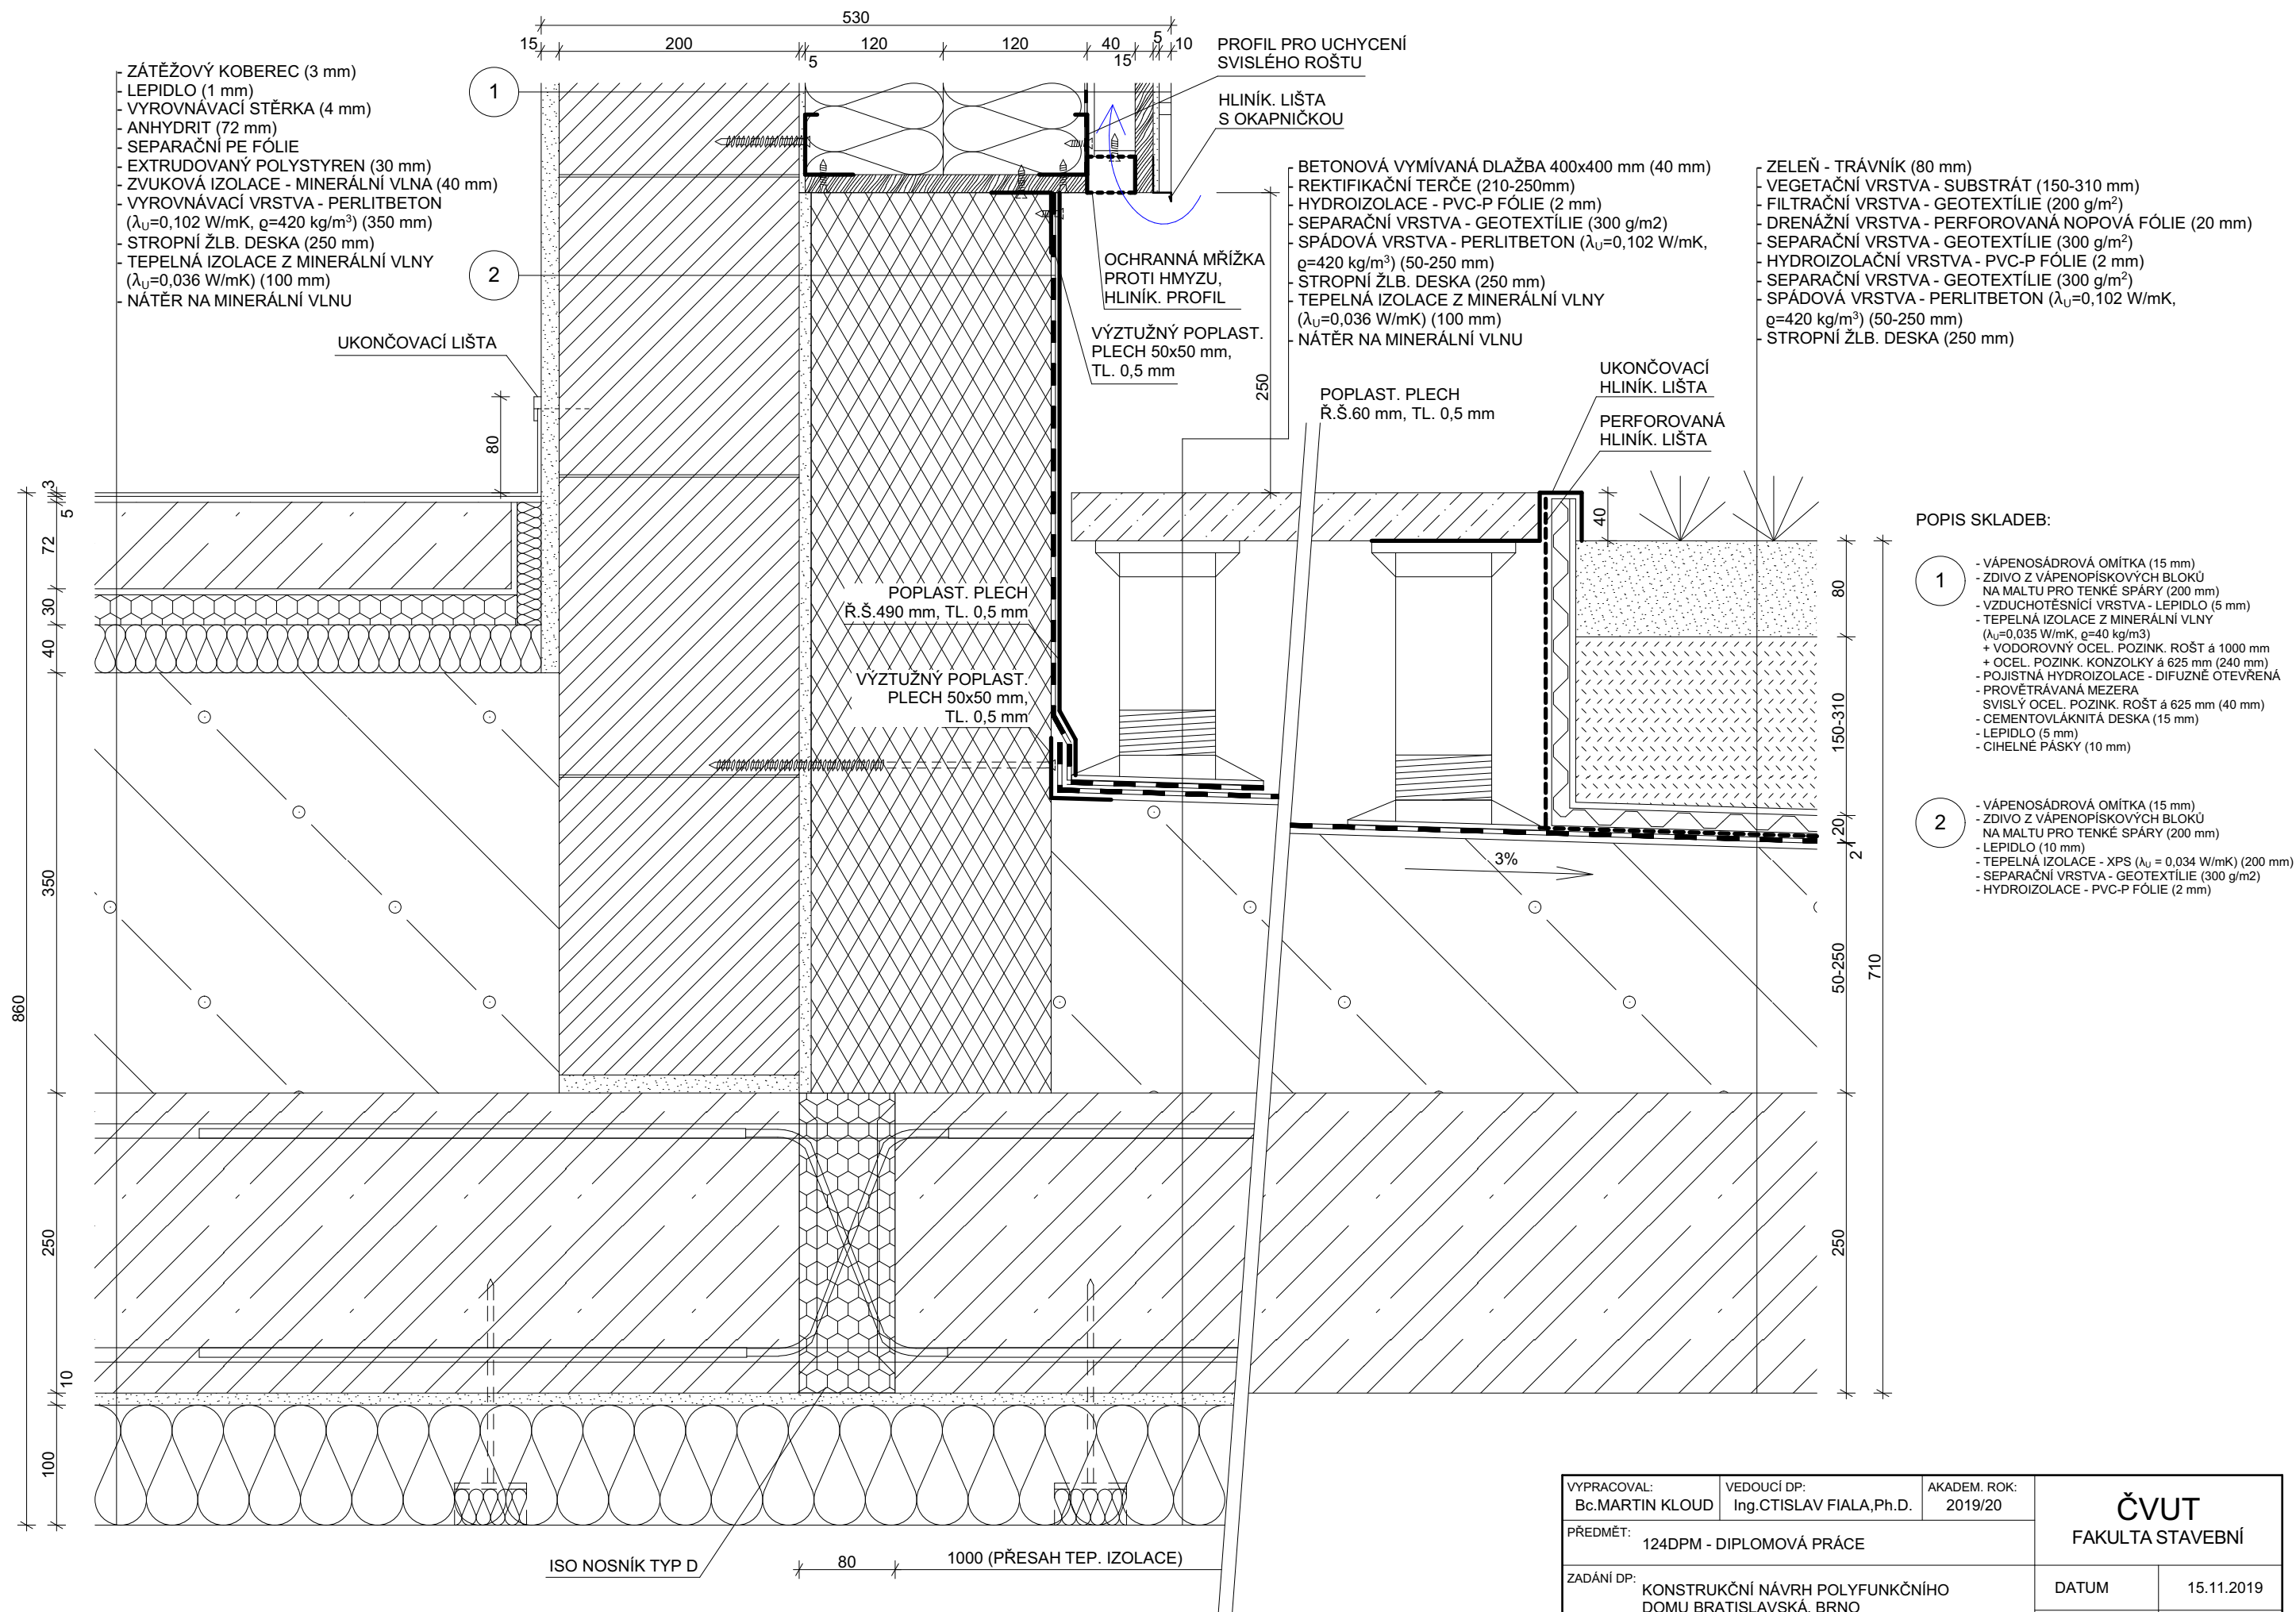 530
15
200
5
120
120
40
15
5
10
- ZÁTĚŽOVÝ KOBEREC (3 mm)
- LEPIDLO (1 mm)
- VYROVNÁVACÍ STĚRKA (4 mm)
- ANHYDRIT (72 mm)
- SEPARAČNÍ PE FÓLIE
- EXTRUDOVANÝ POLYSTYREN (30 mm)
- ZVUKOVÁ IZOLACE - MINERÁLNÍ VLNA (40 mm)
- VYROVNÁVACÍ VRSTVA - PERLITBETON
(λU=0,102 W/mK, ϱ=420 kg/m³) (350 mm)
- STROPNÍ ŽLB. DESKA (250 mm)
- TEPELNÁ IZOLACE Z MINERÁLNÍ VLNY
(λU=0,036 W/mK) (100 mm)
- NÁTĚR NA MINERÁLNÍ VLNU
1
2
UKONČOVACÍ LIŠTA
PROFIL PRO UCHYCENÍ
SVISLÉHO ROŠTU
HLINÍK. LIŠTA
S OKAPNIČKOU
OCHRANNÁ MŘÍŽKA
PROTI HMYZU,
HLINÍK. PROFIL
VÝZTUŽNÝ POPLAST.
PLECH 50x50 mm,
TL. 0,5 mm
- BETONOVÁ VYMÍVANÁ DLAŽBA 400x400 mm (40 mm)
- REKTIFIKAČNÍ TERČE (210-250mm)
- HYDROIZOLACE - PVC-P FÓLIE (2 mm)
- SEPARAČNÍ VRSTVA - GEOTEXTÍLIE (300 g/m2)
- SPÁDOVÁ VRSTVA - PERLITBETON (λU=0,102 W/mK,
ϱ=420 kg/m³) (50-250 mm)
- STROPNÍ ŽLB. DESKA (250 mm)
- TEPELNÁ IZOLACE Z MINERÁLNÍ VLNY
(λU=0,036 W/mK) (100 mm)
- NÁTĚR NA MINERÁLNÍ VLNU
- ZELEŇ - TRÁVNÍK (80 mm)
- VEGETAČNÍ VRSTVA - SUBSTRÁT (150-310 mm)
- FILTRAČNÍ VRSTVA - GEOTEXTÍLIE (200 g/m²)
- DRENÁŽNÍ VRSTVA - PERFOROVANÁ NOPOVÁ FÓLIE (20 mm)
- SEPARAČNÍ VRSTVA - GEOTEXTÍLIE (300 g/m²)
- HYDROIZOLAČNÍ VRSTVA - PVC-P FÓLIE (2 mm)
- SEPARAČNÍ VRSTVA - GEOTEXTÍLIE (300 g/m²)
- SPÁDOVÁ VRSTVA - PERLITBETON (λU=0,102 W/mK,
ϱ=420 kg/m³) (50-250 mm)
- STROPNÍ ŽLB. DESKA (250 mm)
POPLAST. PLECH
Ř.Š.60 mm, TL. 0,5 mm
UKONČOVACÍ
HLINÍK. LIŠTA
PERFOROVANÁ
HLINÍK. LIŠTA
250
80
40
POPLAST. PLECH
Ř.Š.490 mm, TL. 0,5 mm
VÝZTUŽNÝ POPLAST.
PLECH 50x50 mm,
TL. 0,5 mm
3%
3
5
72
30
40
350
860
250
10
100
80
150-310
20
2
50-250
710
250
POPIS SKLADEB:
1
- VÁPENOSÁDROVÁ OMÍTKA (15 mm)
- ZDIVO Z VÁPENOPÍSKOVÝCH BLOKŮ
NA MALTU PRO TENKÉ SPÁRY (200 mm)
- VZDUCHOTĚSNÍCÍ VRSTVA - LEPIDLO (5 mm)
- TEPELNÁ IZOLACE Z MINERÁLNÍ VLNY
(λU=0,035 W/mK, ϱ=40 kg/m3)
+ VODOROVNÝ OCEL. POZINK. ROŠT á 1000 mm
+ OCEL. POZINK. KONZOLKY á 625 mm (240 mm)
- POJISTNÁ HYDROIZOLACE - DIFUZNĚ OTEVŘENÁ
- PROVĚTRÁVANÁ MEZERA
SVISLÝ OCEL. POZINK. ROŠT á 625 mm (40 mm)
- CEMENTOVLÁKNITÁ DESKA (15 mm)
- LEPIDLO (5 mm)
- CIHELNÉ PÁSKY (10 mm)
2
- VÁPENOSÁDROVÁ OMÍTKA (15 mm)
- ZDIVO Z VÁPENOPÍSKOVÝCH BLOKŮ
NA MALTU PRO TENKÉ SPÁRY (200 mm)
- LEPIDLO (10 mm)
- TEPELNÁ IZOLACE - XPS (λU = 0,034 W/mK) (200 mm)
- SEPARAČNÍ VRSTVA - GEOTEXTÍLIE (300 g/m2)
- HYDROIZOLACE - PVC-P FÓLIE (2 mm)
ISO NOSNÍK TYP D
80
1000 (PŘESAH TEP. IZOLACE)
VYPRACOVAL:
Bc.MARTIN KLOUD
VEDOUCÍ DP:
Ing.CTISLAV FIALA,Ph.D.
AKADEM. ROK:
2019/20
ČVUT
FAKULTA STAVEBNÍ
PŘEDMĚT:
124DPM - DIPLOMOVÁ PRÁCE
ZADÁNÍ DP:
KONSTRUKČNÍ NÁVRH POLYFUNKČNÍHO
DOMU BRATISLAVSKÁ, BRNO
DATUM
15.11.2019